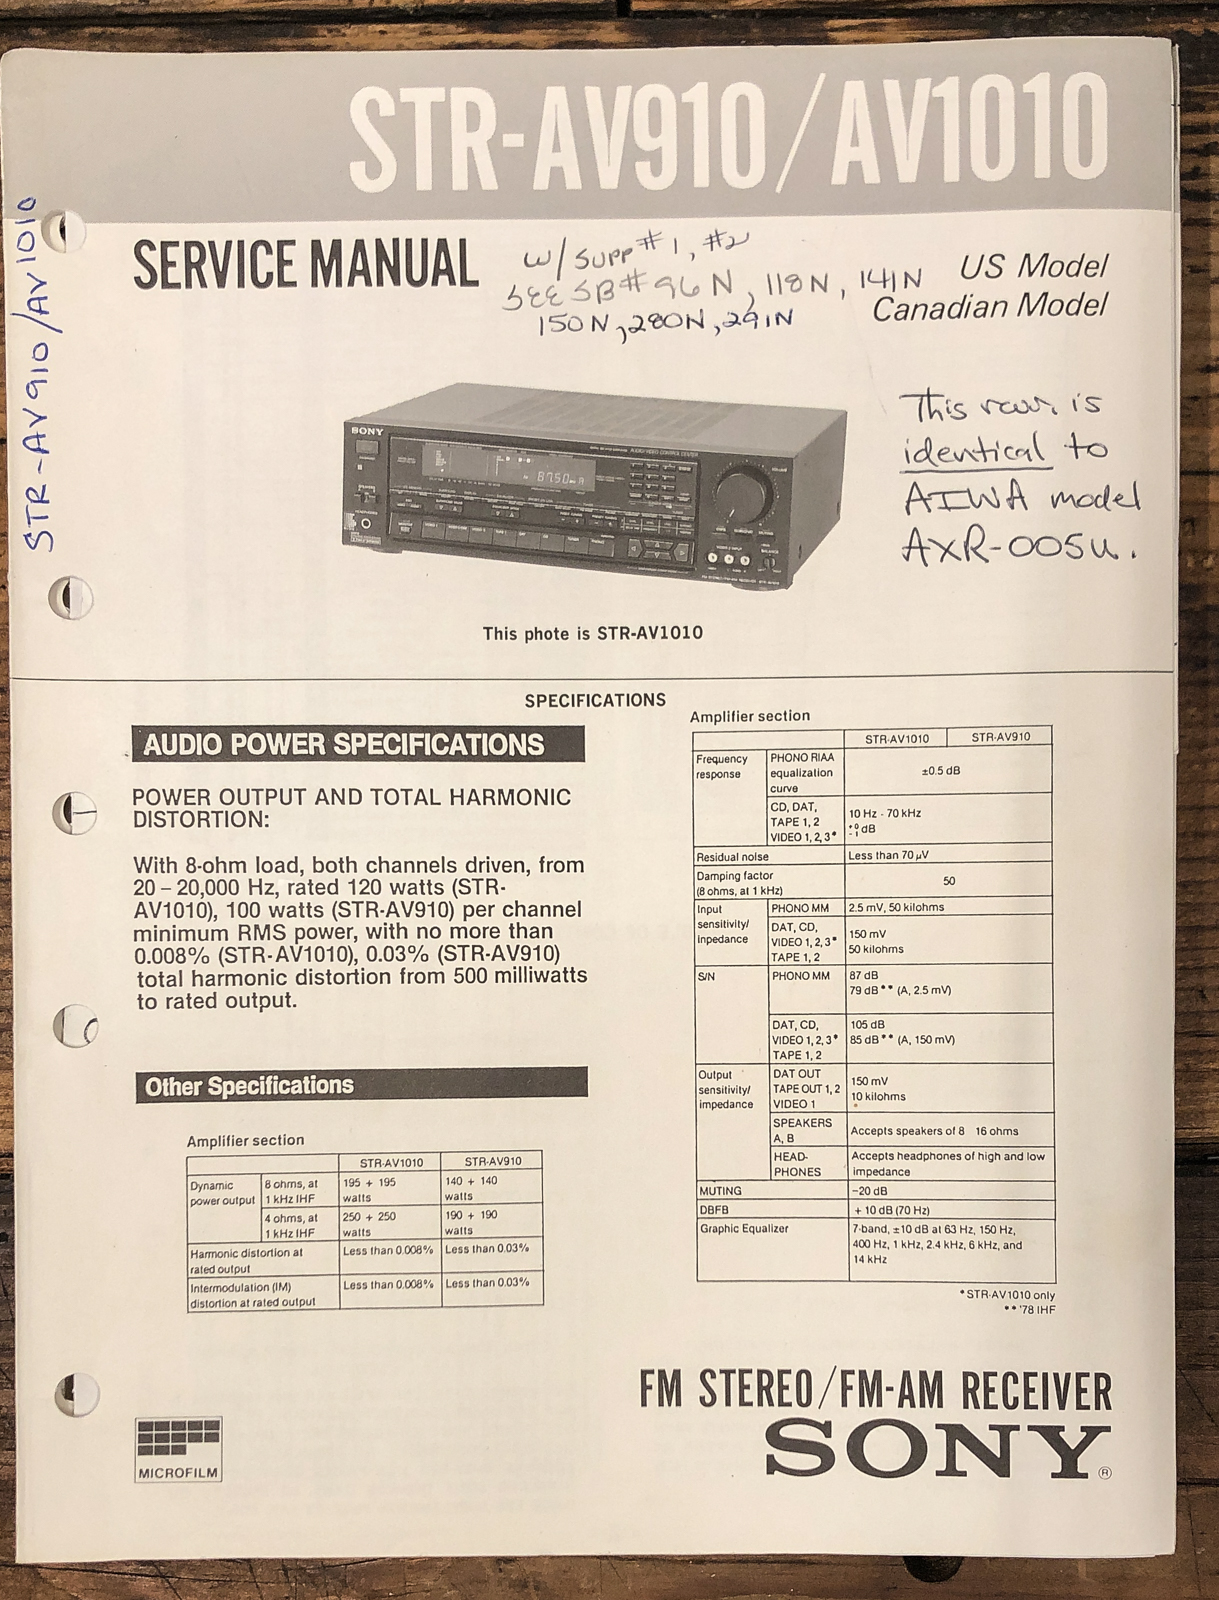 STR-AV910/AV1010
STR-AV910/AV1010
SERVICE MANUAL
w/ SUPP #1, #2
SEE SB# 96N, 118N, 141N
150N, 280N, 291N
US Model
Canadian Model
This rcvr. is
identical to
AIWA model
AXR-005u.
SONY
8750
This phote is STR-AV1010
SPECIFICATIONS
AUDIO POWER SPECIFICATIONS
POWER OUTPUT AND TOTAL HARMONIC
DISTORTION:
With 8-ohm load, both channels driven, from
20 – 20,000 Hz, rated 120 watts (STR-
AV1010), 100 watts (STR-AV910) per channel
minimum RMS power, with no more than
0.008% (STR-AV1010), 0.03% (STR-AV910)
total harmonic distortion from 500 milliwatts
to rated output.
Other Specifications
Amplifier section
STR-AV1010 STR-AV910
Dynamic power output 8 ohms, at 1 kHz IHF 195 + 195 watts 140 + 140 watts
4 ohms, at 1 kHz IHF 250 + 250 watts 190 + 190 watts
Harmonic distortion at rated output Less than 0.008% Less than 0.03%
Intermodulation (IM) distortion at rated output Less than 0.008% Less than 0.03%
Amplifier section
STR-AV1010 STR-AV910
Frequency response PHONO RIAA equalization curve ±0.5 dB
CD, DAT, TAPE 1, 2 VIDEO 1, 2, 3* 10 Hz - 70 kHz +0 -1 dB
Residual noise Less than 70 µV
Damping factor (8 ohms, at 1 kHz) 50
Input sensitivity/ inpedance PHONO MM 2.5 mV, 50 kilohms
DAT, CD, VIDEO 1, 2, 3* TAPE 1, 2 150 mV 50 kilohms
S/N PHONO MM 87 dB 79 dB** (A, 2.5 mV)
DAT, CD, VIDEO 1, 2, 3* TAPE 1, 2 105 dB 85 dB** (A, 150 mV)
Output sensitivity/ impedance DAT OUT TAPE OUT 1, 2 VIDEO 1 150 mV 10 kilohms
SPEAKERS A, B Accepts speakers of 8 16 ohms
HEAD- PHONES Accepts headphones of high and low impedance
MUTING −20 dB
DBFB + 10 dB (70 Hz)
Graphic Equalizer 7-band, ±10 dB at 63 Hz, 150 Hz, 400 Hz, 1 kHz, 2.4 kHz, 6 kHz, and 14 kHz
*STR-AV1010 only
**'78 IHF
FM STEREO/FM-AM RECEIVER
SONY®
MICROFILM